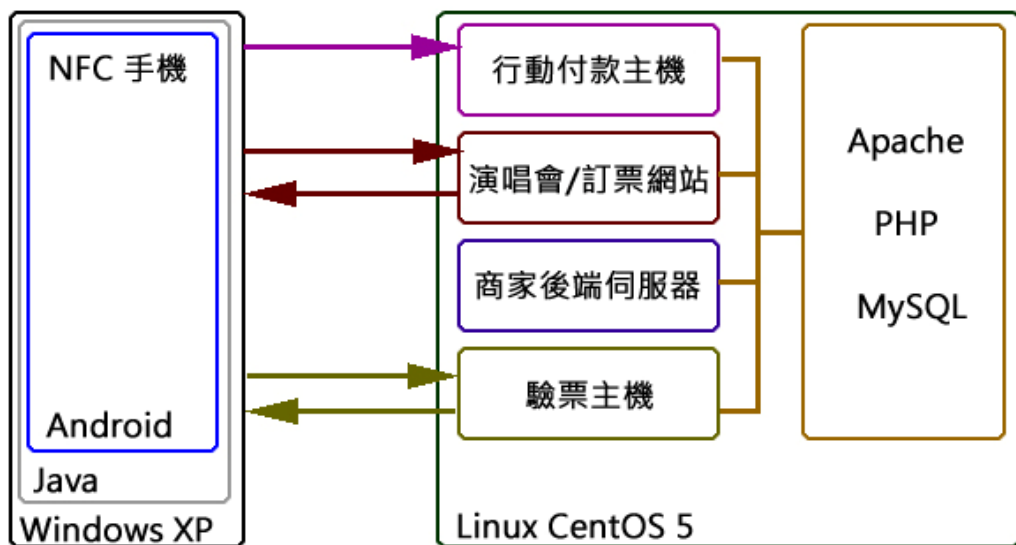 NFC 手機
Android
Java
Windows XP
行動付款主機
演唱會/訂票網站
商家後端伺服器
驗票主機
Linux CentOS 5
Apache
PHP
MySQL